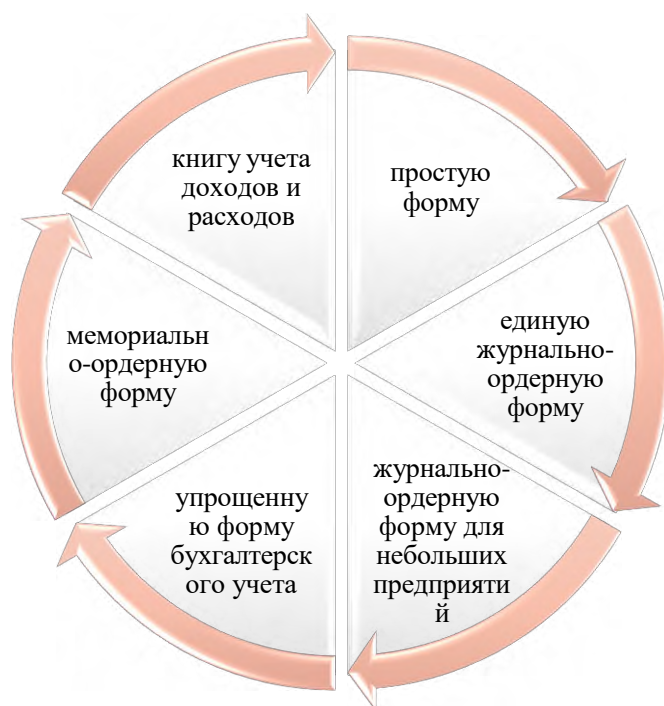 простую
форму
единую
журнально-
ордерную
форму
журнально-
ордерную
форму для
небольших
предприяти
й
упрощенну
ю форму
бухгалтерск
ого учета
мемориальн
о-ордерную
форму
книгу учета
доходов и
расходов